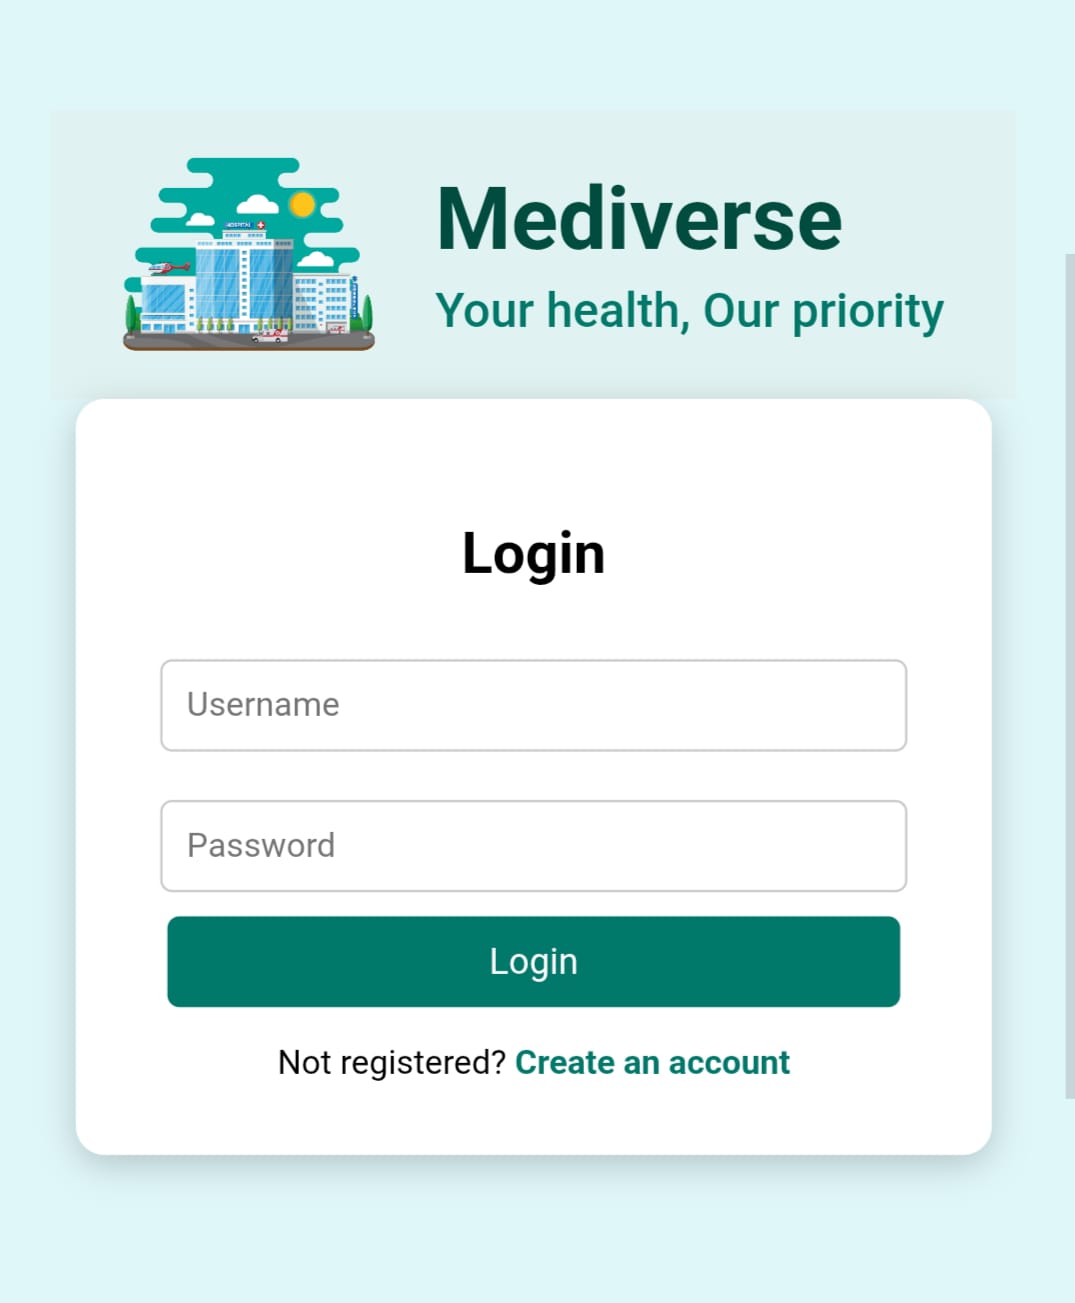 HOSPITAL
Mediverse
Your health, Our priority
Login
Username
Password
Login
Not registered? Create an account